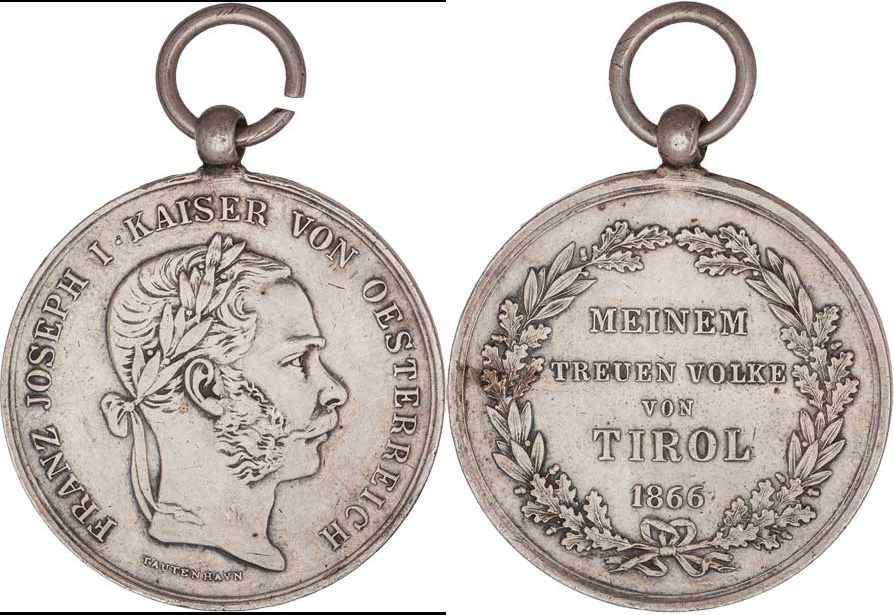 FRANZ JOSEPH I · KAISER VON OESTERREICH
TAUTENHAYN
MEINEM
TREUEN VOLKE
VON
TIROL
1866